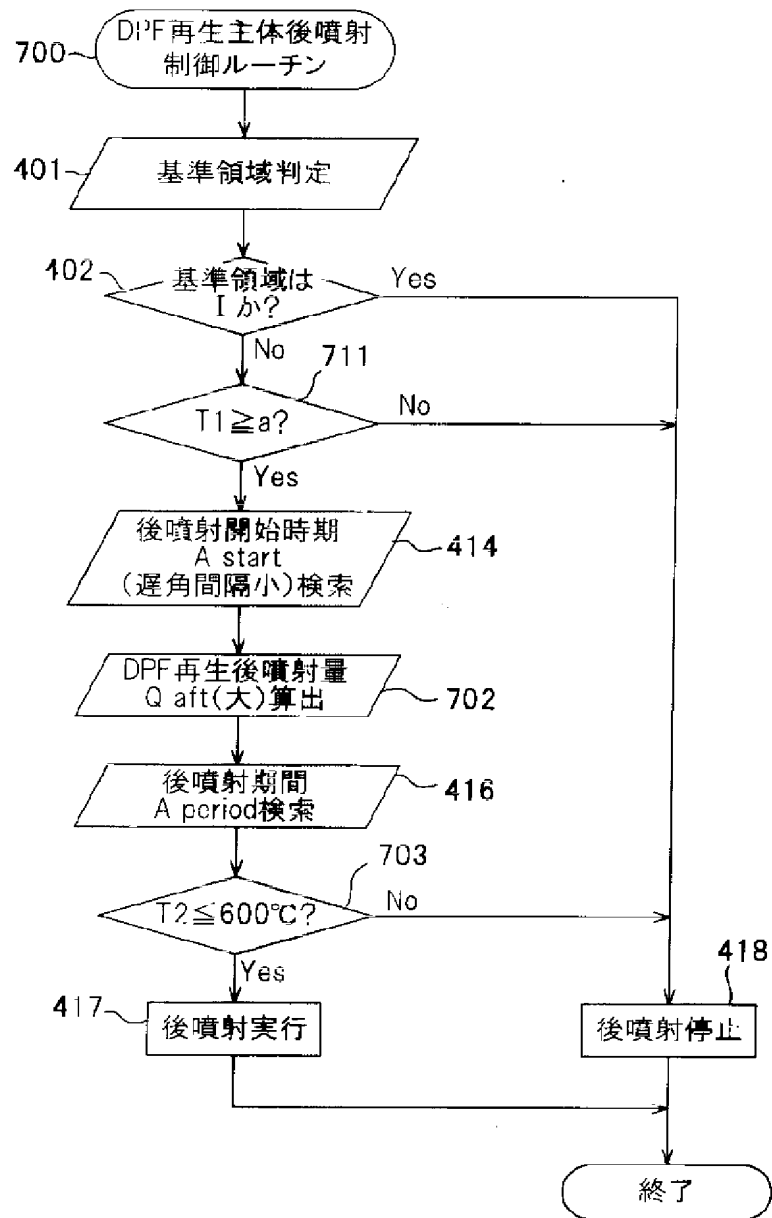 DPF再生主体後噴射
制御ルーチン
700
401
基準領域判定
402
基準領域は
I か?
Yes
No
711
T1≧a?
No
Yes
後噴射開始時期
A start
(遅角間隔小)検索
414
DPF再生後噴射量
Q aft(大)算出
702
後噴射期間
A period検索
416
703
T2≦600℃?
No
Yes
417
後噴射実行
418
後噴射停止
終了